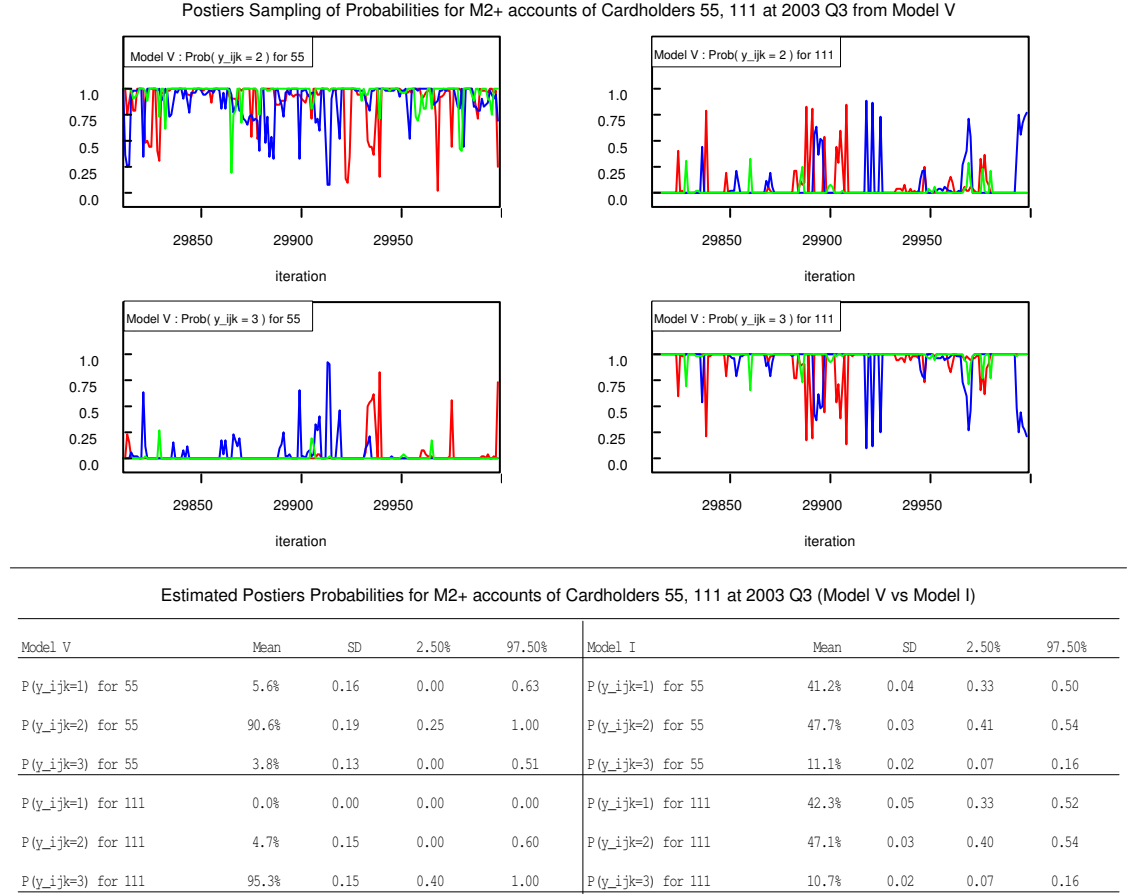 Postiers Sampling of Probabilities for M2+ accounts of Cardholders 55, 111 at 2003 Q3 from Model V
Model V : Prob( y_ijk = 2 ) for 55
1.0
0.75
0.5
0.25
0.0
29850 29900 29950
iteration
Model V : Prob( y_ijk = 2 ) for 111
1.0
0.75
0.5
0.25
0.0
29850 29900 29950
iteration
Model V : Prob( y_ijk = 3 ) for 55
1.0
0.75
0.5
0.25
0.0
29850 29900 29950
iteration
Model V : Prob( y_ijk = 3 ) for 111
1.0
0.75
0.5
0.25
0.0
29850 29900 29950
iteration
Estimated Postiers Probabilities for M2+ accounts of Cardholders 55, 111 at 2003 Q3 (Model V vs Model I)
Model V Mean SD 2.50% 97.50% Model I Mean SD 2.50% 97.50%
P(y_ijk=1) for 55 5.6% 0.16 0.00 0.63 P(y_ijk=1) for 55 41.2% 0.04 0.33 0.50
P(y_ijk=2) for 55 90.6% 0.19 0.25 1.00 P(y_ijk=2) for 55 47.7% 0.03 0.41 0.54
P(y_ijk=3) for 55 3.8% 0.13 0.00 0.51 P(y_ijk=3) for 55 11.1% 0.02 0.07 0.16
P(y_ijk=1) for 111 0.0% 0.00 0.00 0.00 P(y_ijk=1) for 111 42.3% 0.05 0.33 0.52
P(y_ijk=2) for 111 4.7% 0.15 0.00 0.60 P(y_ijk=2) for 111 47.1% 0.03 0.40 0.54
P(y_ijk=3) for 111 95.3% 0.15 0.40 1.00 P(y_ijk=3) for 111 10.7% 0.02 0.07 0.16